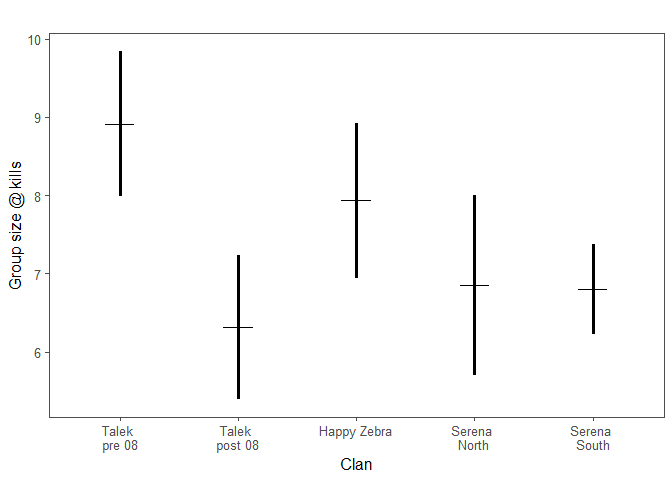 10
9
8
7
6
Group size @ kills
Talek
pre 08
Talek
post 08
Happy Zebra
Serena
North
Serena
South
Clan